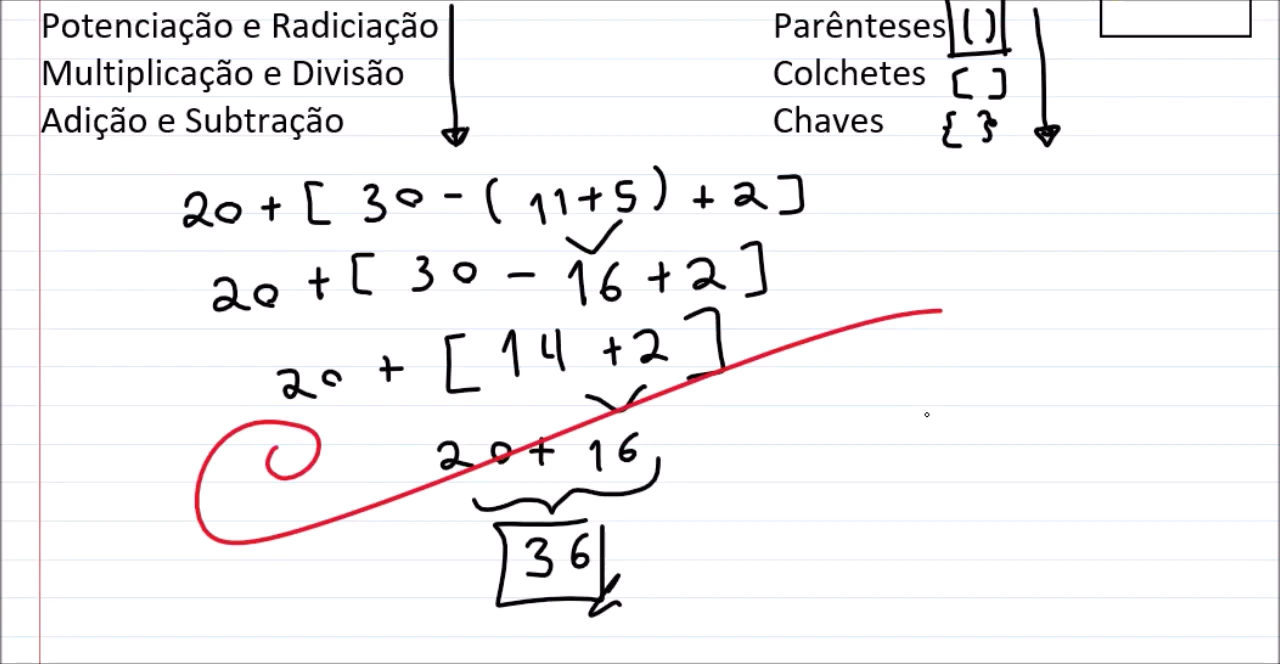 Potenciação e Radiciação
Multiplicação e Divisão
Adição e Subtração
Parênteses ( )
Colchetes [ ]
Chaves { }
20 + [ 30 - ( 11 + 5 ) + 2 ]
20 + [ 30 - 16 + 2 ]
20 + [ 14 + 2 ]
20 + 16
36